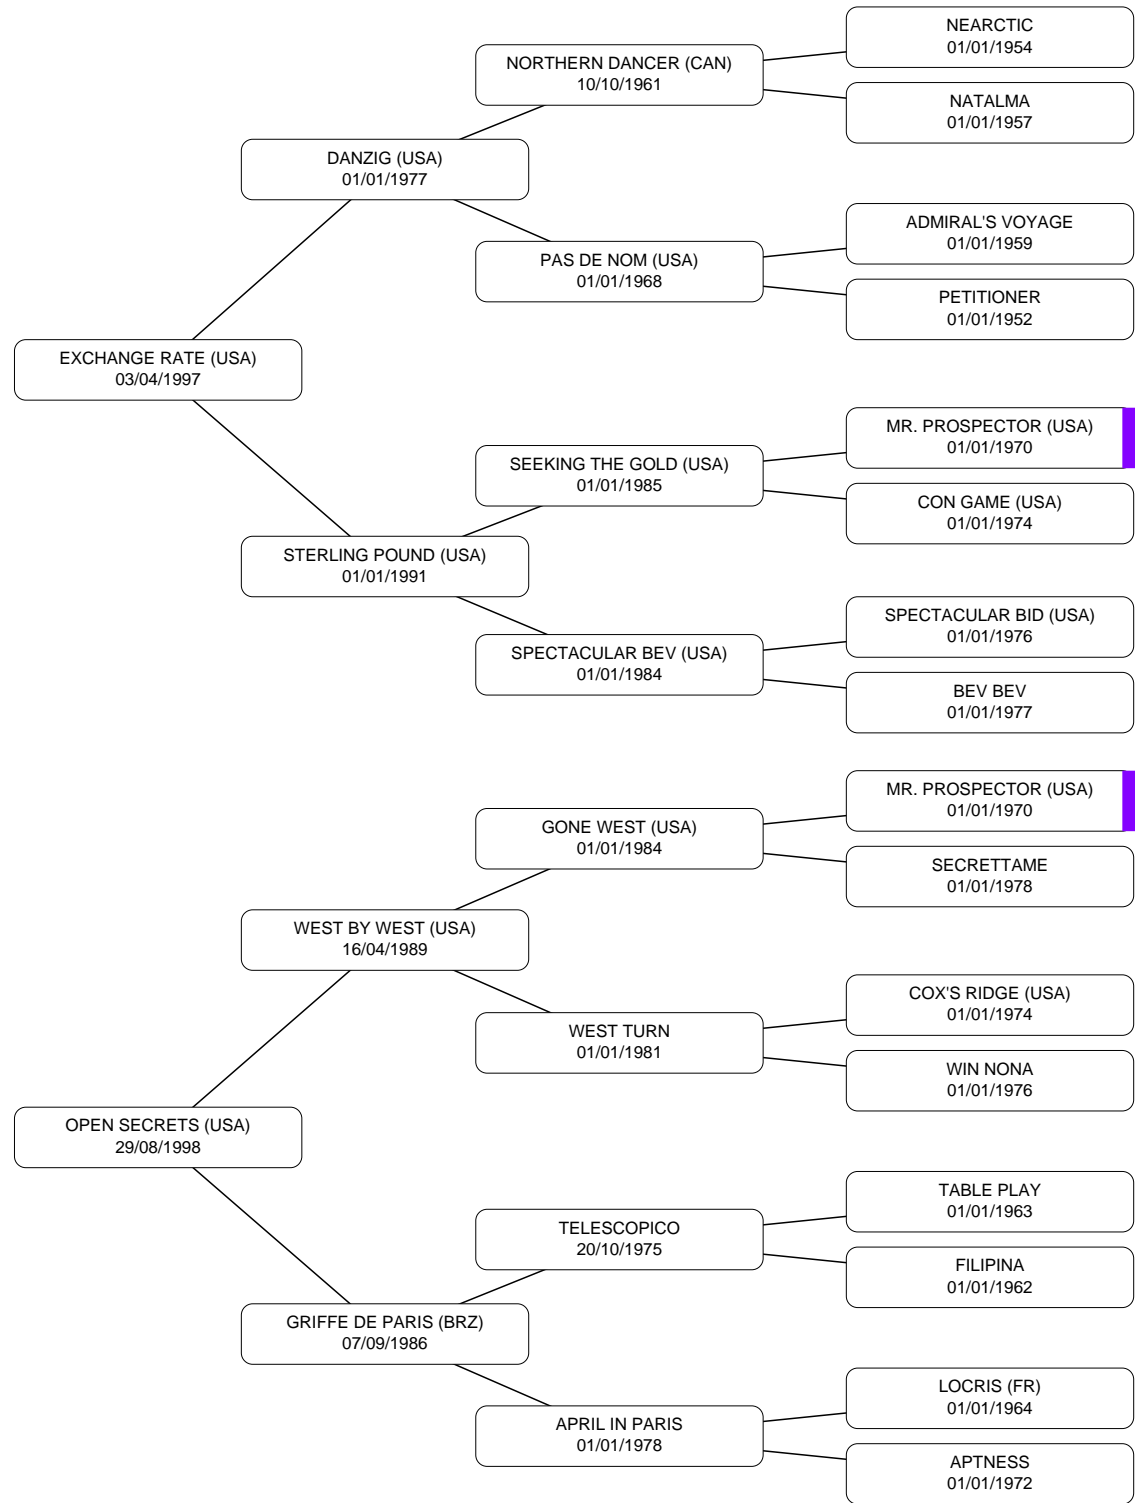 NEARCTIC
01/01/1954
NORTHERN DANCER (CAN)
10/10/1961
NATALMA
01/01/1957
DANZIG (USA)
01/01/1977
ADMIRAL'S VOYAGE
01/01/1959
PAS DE NOM (USA)
01/01/1968
PETITIONER
01/01/1952
EXCHANGE RATE (USA)
03/04/1997
MR. PROSPECTOR (USA)
01/01/1970
SEEKING THE GOLD (USA)
01/01/1985
CON GAME (USA)
01/01/1974
STERLING POUND (USA)
01/01/1991
SPECTACULAR BID (USA)
01/01/1976
SPECTACULAR BEV (USA)
01/01/1984
BEV BEV
01/01/1977
MR. PROSPECTOR (USA)
01/01/1970
GONE WEST (USA)
01/01/1984
SECRETTAME
01/01/1978
WEST BY WEST (USA)
16/04/1989
COX'S RIDGE (USA)
01/01/1974
WEST TURN
01/01/1981
WIN NONA
01/01/1976
OPEN SECRETS (USA)
29/08/1998
TABLE PLAY
01/01/1963
TELESCOPICO
20/10/1975
FILIPINA
01/01/1962
GRIFFE DE PARIS (BRZ)
07/09/1986
LOCRIS (FR)
01/01/1964
APRIL IN PARIS
01/01/1978
APTNESS
01/01/1972